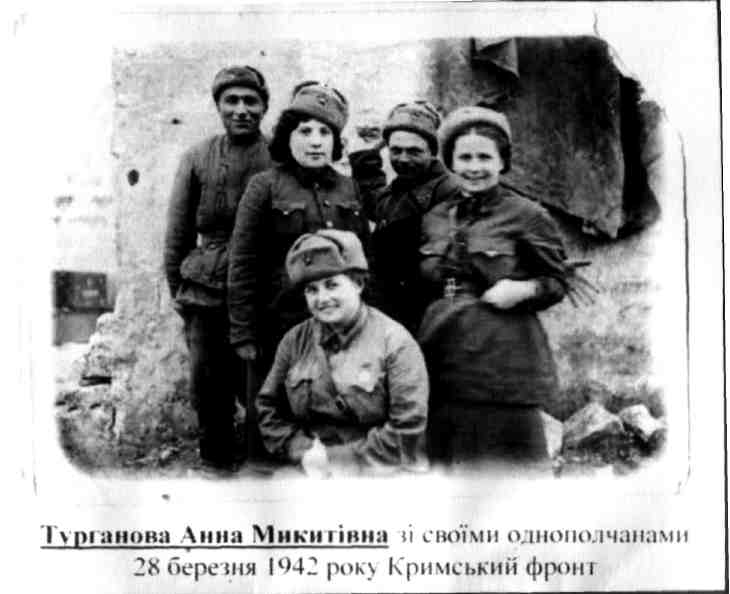 Турганова Анна Микитівна зі своїми однополчанами
28 березня 1942 року Кримський фронт